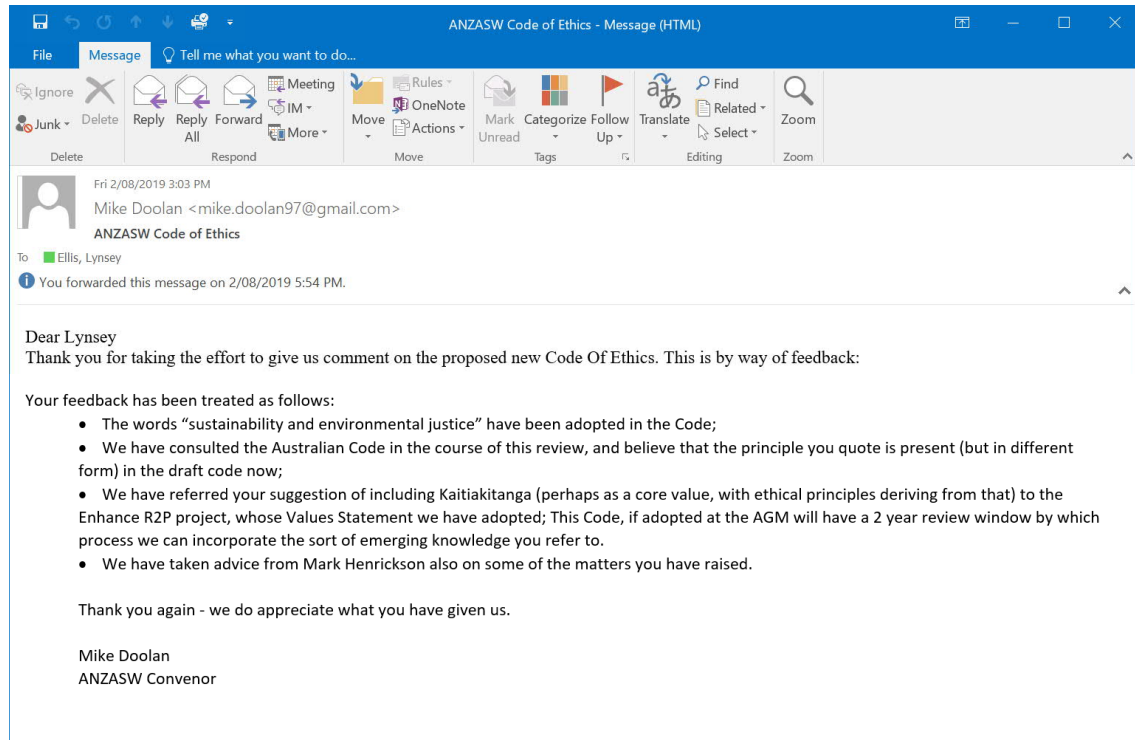 ANZASW Code of Ethics - Message (HTML)
File Message Tell me what you want to do...
Ignore
Junk
Delete
Reply
Reply All
Forward
Meeting
IM
More
Move
Rules
OneNote
Actions
Mark Unread
Categorize
Follow Up
Translate
Find
Related
Select
Zoom
Delete Respond Move Tags Editing Zoom
Fri 2/08/2019 3:03 PM
Mike Doolan <mike.doolan97@gmail.com>
ANZASW Code of Ethics
To Ellis, Lynsey
You forwarded this message on 2/08/2019 5:54 PM.
Dear Lynsey
Thank you for taking the effort to give us comment on the proposed new Code Of Ethics. This is by way of feedback:
Your feedback has been treated as follows:
• The words “sustainability and environmental justice” have been adopted in the Code;
• We have consulted the Australian Code in the course of this review, and believe that the principle you quote is present (but in different
form) in the draft code now;
• We have referred your suggestion of including Kaitiakitanga (perhaps as a core value, with ethical principles deriving from that) to the
Enhance R2P project, whose Values Statement we have adopted; This Code, if adopted at the AGM will have a 2 year review window by which
process we can incorporate the sort of emerging knowledge you refer to.
• We have taken advice from Mark Henrickson also on some of the matters you have raised.
Thank you again - we do appreciate what you have given us.
Mike Doolan
ANZASW Convenor